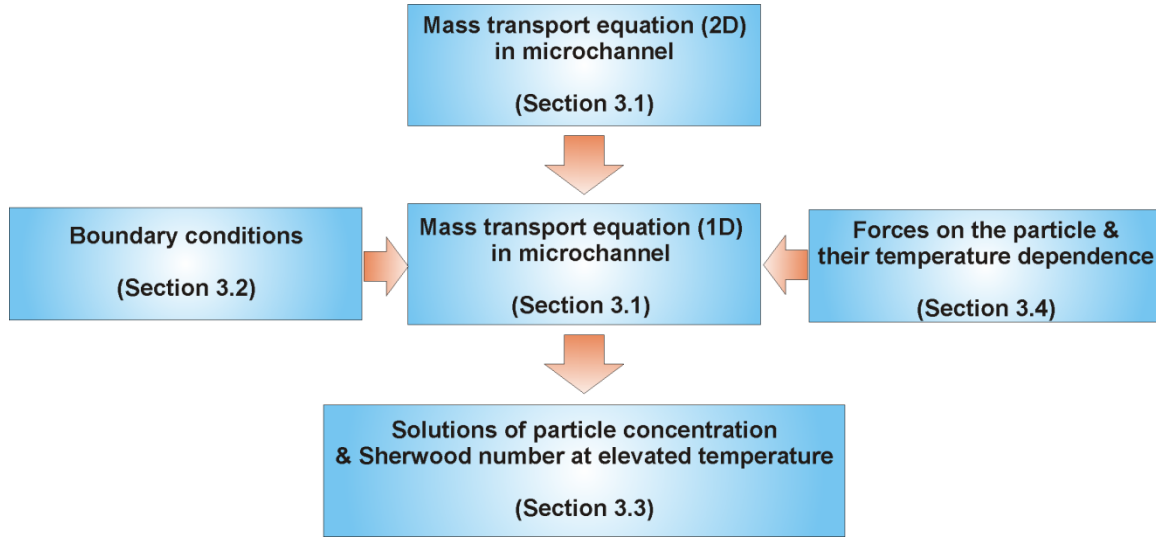 Mass transport equation (2D)
in microchannel
(Section 3.1)
Boundary conditions
(Section 3.2)
Mass transport equation (1D)
in microchannel
(Section 3.1)
Forces on the particle &
their temperature dependence
(Section 3.4)
Solutions of particle concentration
& Sherwood number at elevated temperature
(Section 3.3)